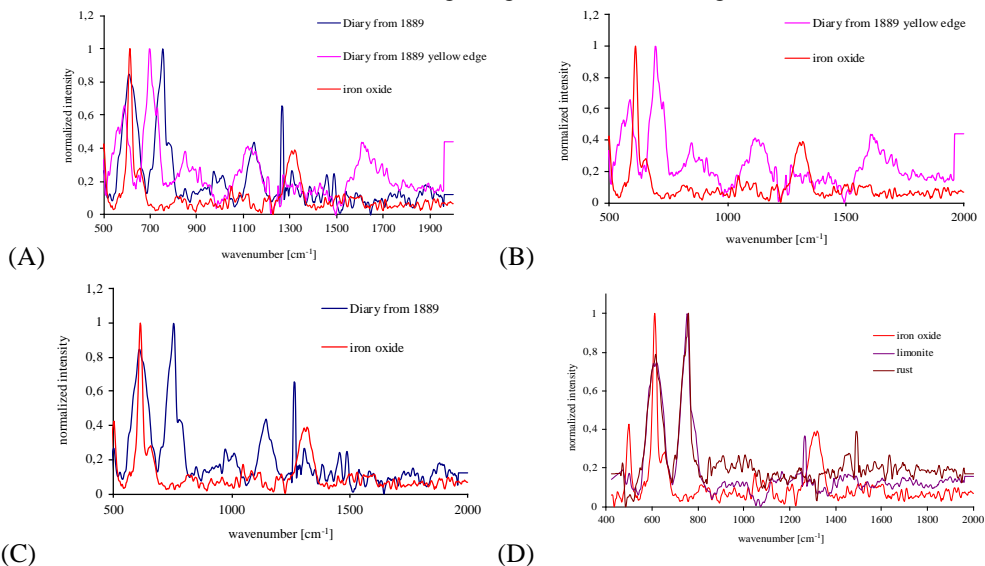 1,2
1
0,8
0,6
0,4
0,2
0
normalized intensity
500 700 900 1100 1300 1500 1700 1900
wavenumber [cm-1]
Diary from 1889
Diary from 1889 yellow edge
iron oxide
(A)
1,2
1
0,8
0,6
0,4
0,2
0
normalized intensity
500 1000 1500 2000
wavenumber [cm-1]
Diary from 1889 yellow edge
iron oxide
(B)
1,2
1
0,8
0,6
0,4
0,2
0
normalized intensity
500 1000 1500 2000
wavenumber [cm-1]
Diary from 1889
iron oxide
(C)
1
0,8
0,6
0,4
0,2
0
normalized intensity
400 600 800 1000 1200 1400 1600 1800 2000
wavenumber [cm-1]
iron oxide
limonite
rust
(D)